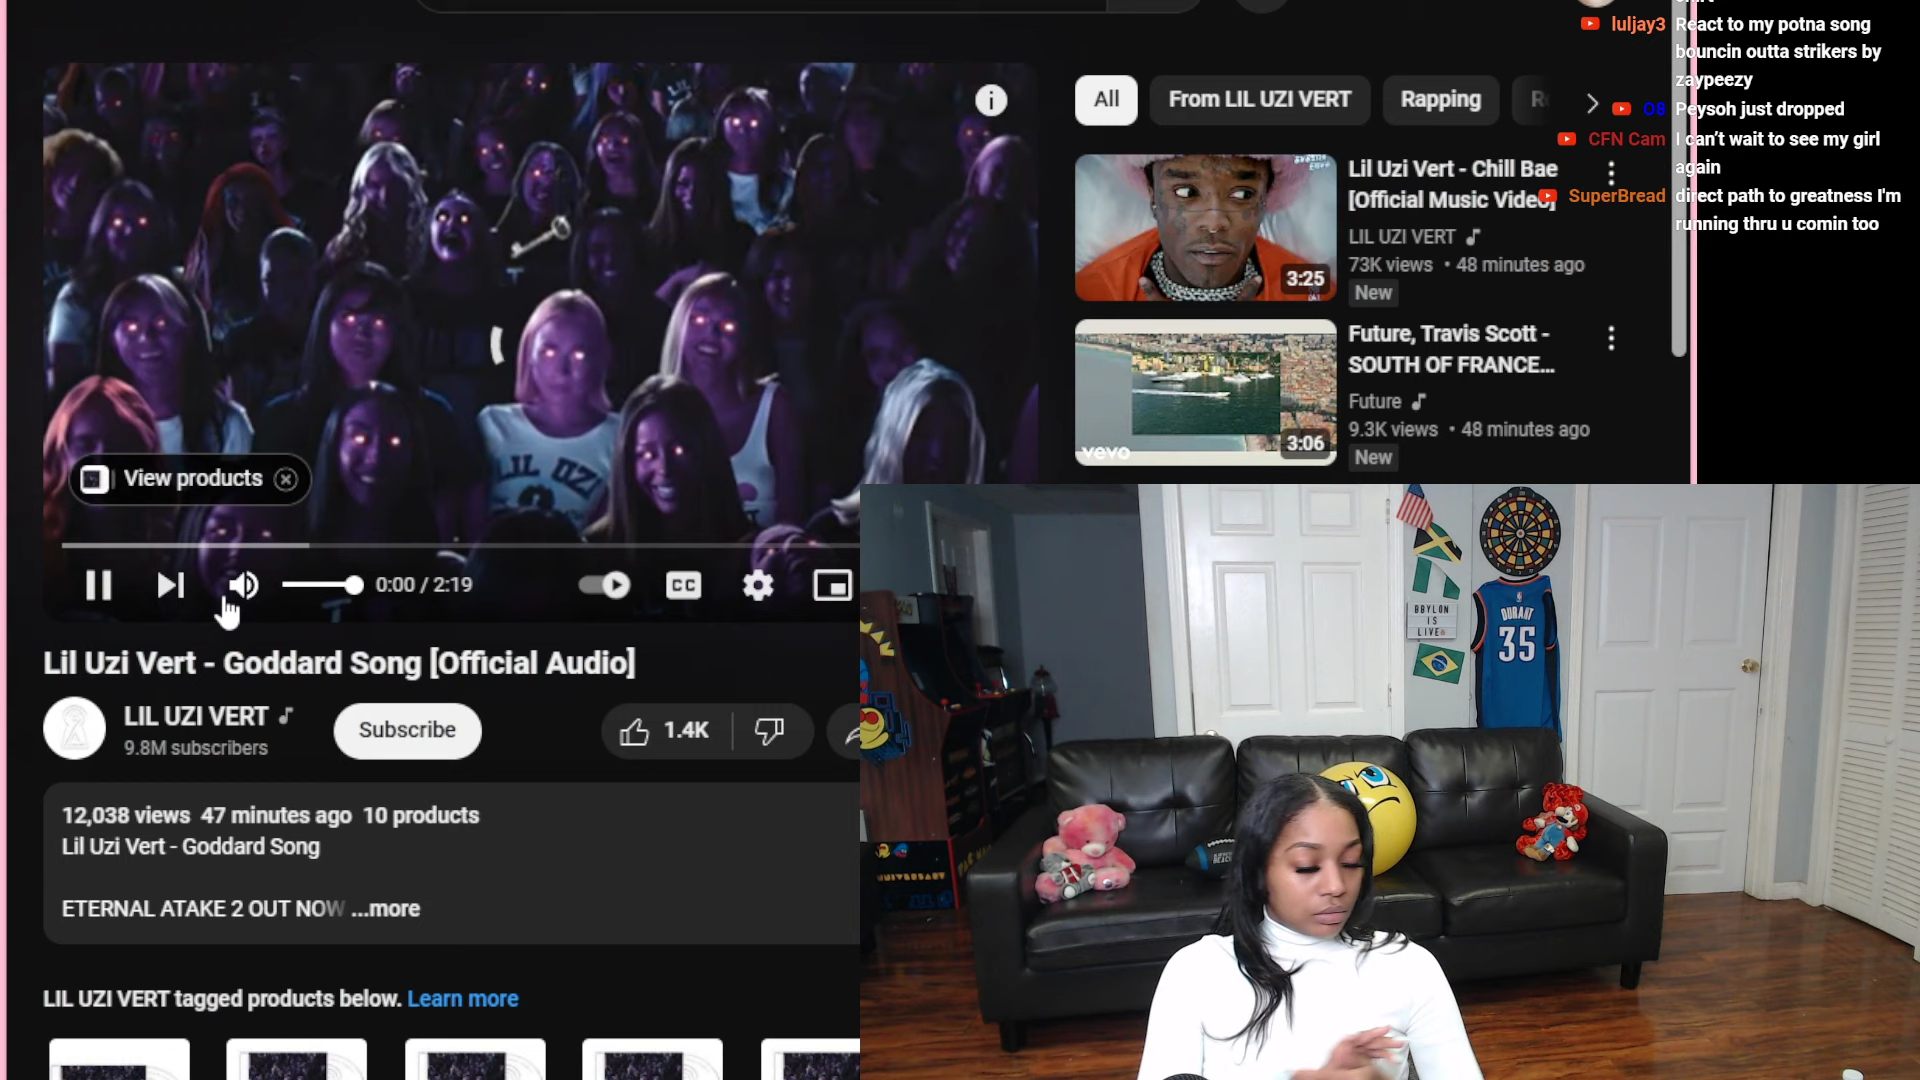 All
From LIL UZI VERT
Rapping
Lil Uzi Vert - Chill Bae
[Official Music Video]
LIL UZI VERT
73K views • 48 minutes ago
New
3:25
Future, Travis Scott -
SOUTH OF FRANCE...
Future
9.3K views • 48 minutes ago
New
3:06
vevo
luljay3 React to my potna song
bouncin outta strikers by
zaypeezy
O8 Peysoh just dropped
CFN Cam I can't wait to see my girl
again
SuperBread direct path to greatness I'm
running thru u comin too
LIL UZI
View products
0:00 / 2:19
CC
Lil Uzi Vert - Goddard Song [Official Audio]
LIL UZI VERT
9.8M subscribers
Subscribe
1.4K
12,038 views 47 minutes ago 10 products
Lil Uzi Vert - Goddard Song
ETERNAL ATAKE 2 OUT NOW ...more
LIL UZI VERT tagged products below. Learn more
BBYLON
IS
LIVE
DURANT
35